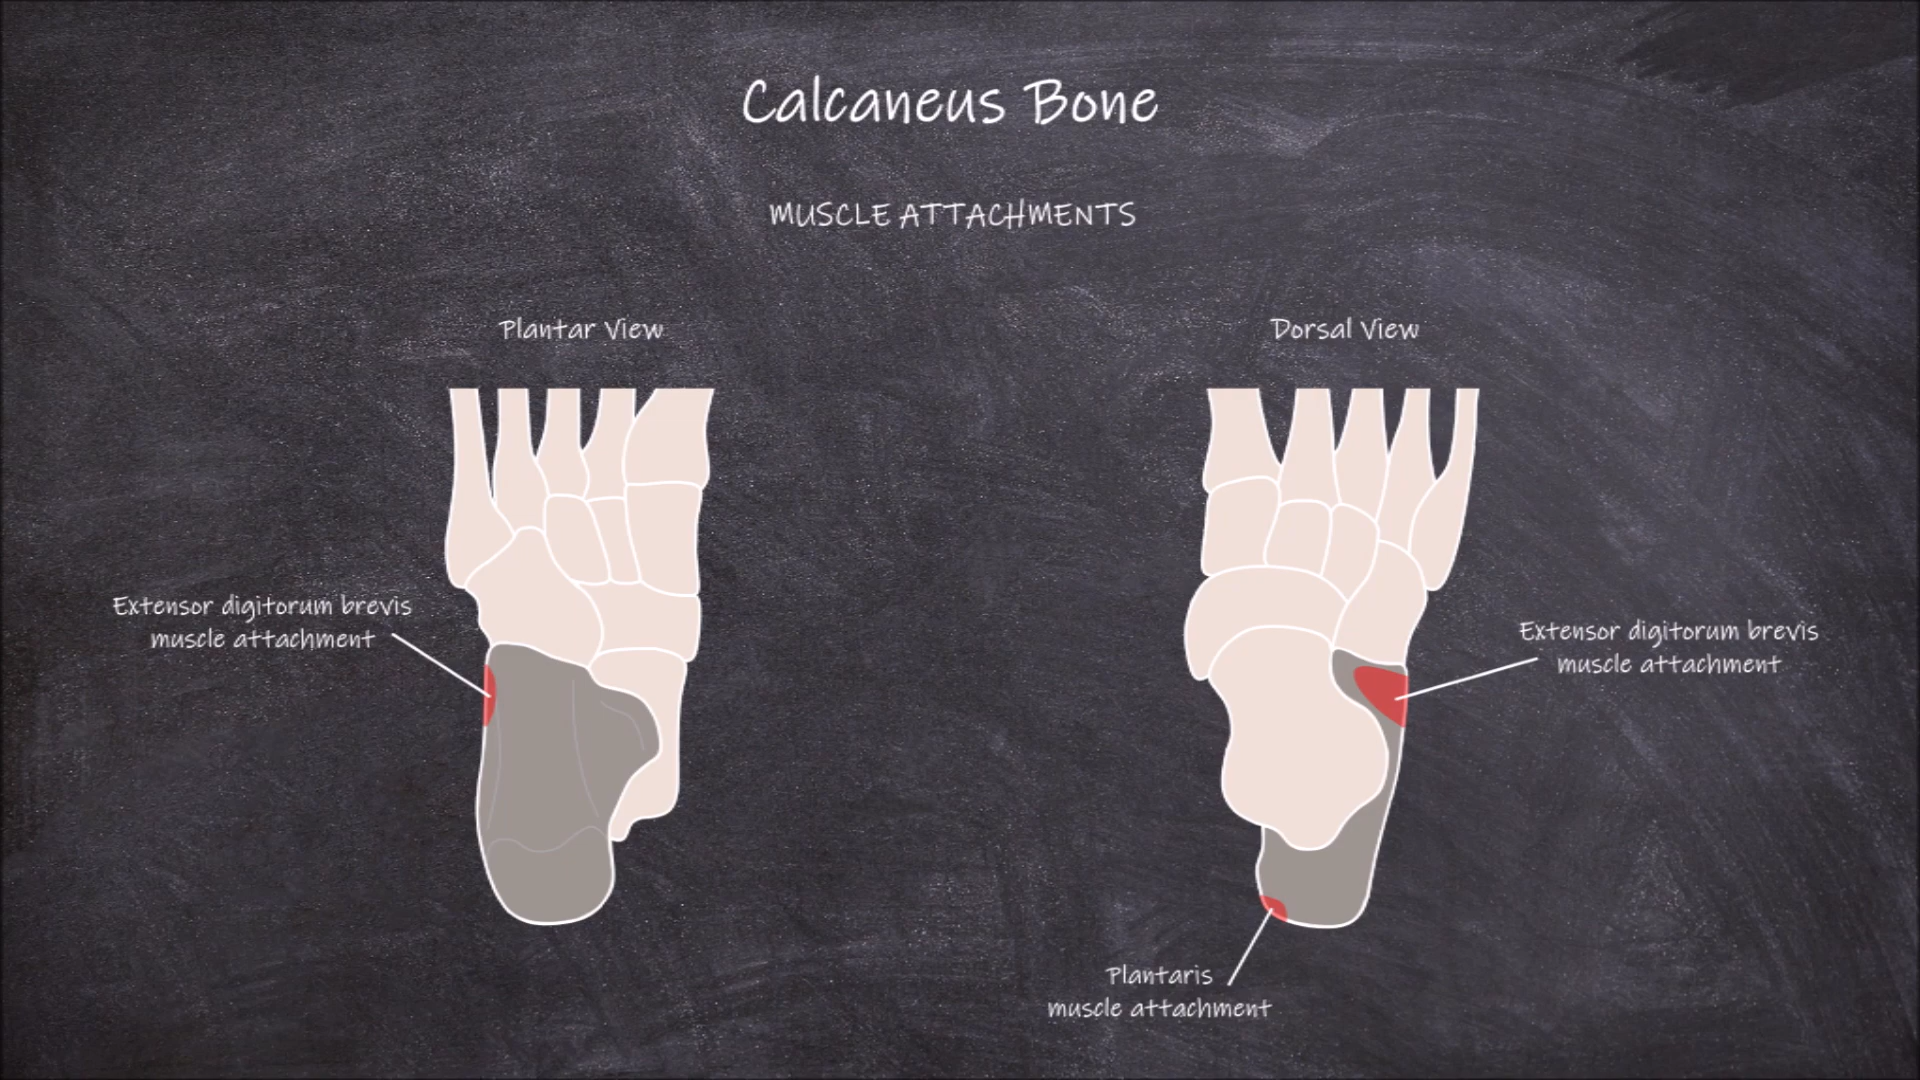 Calcaneus Bone
MUSCLE ATTACHMENTS
Plantar View
Dorsal View
Extensor digitorum brevis
muscle attachment
Extensor digitorum brevis
muscle attachment
Plantaris
muscle attachment